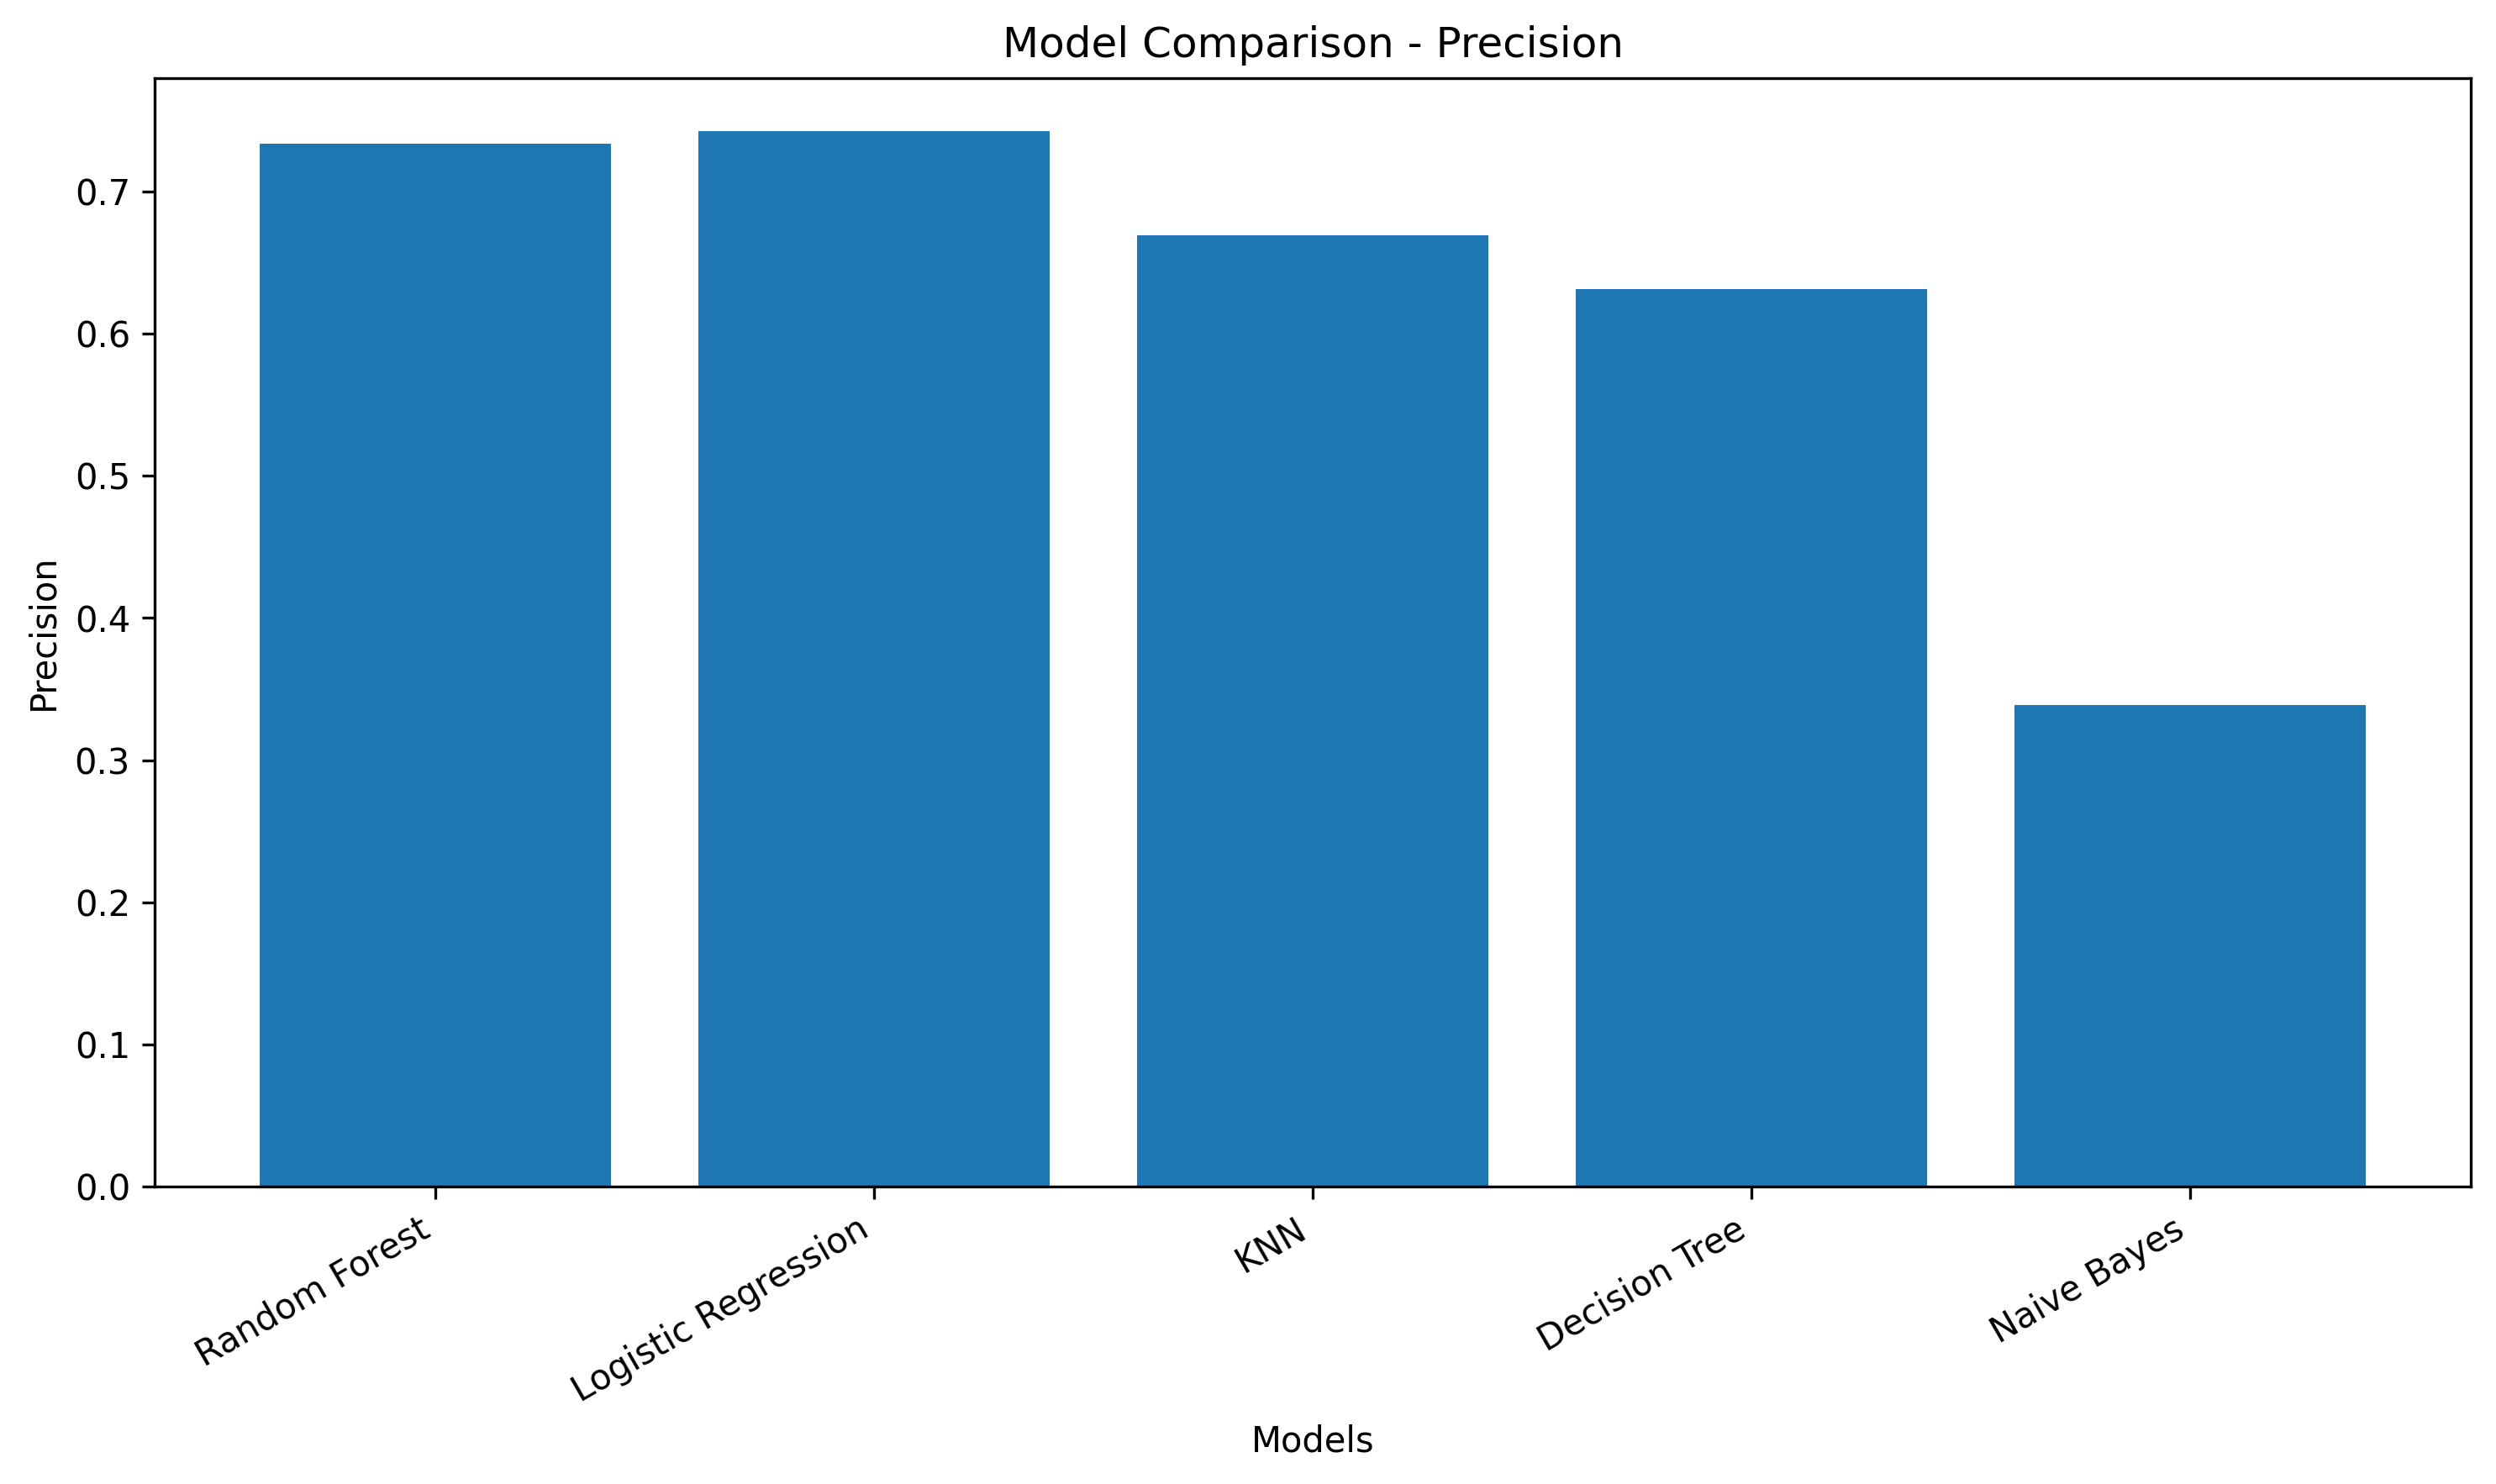 Model Comparison - Precision
Precision
0.7
0.6
0.5
0.4
0.3
0.2
0.1
0.0
Random Forest
Logistic Regression
KNN
Decision Tree
Naive Bayes
Models